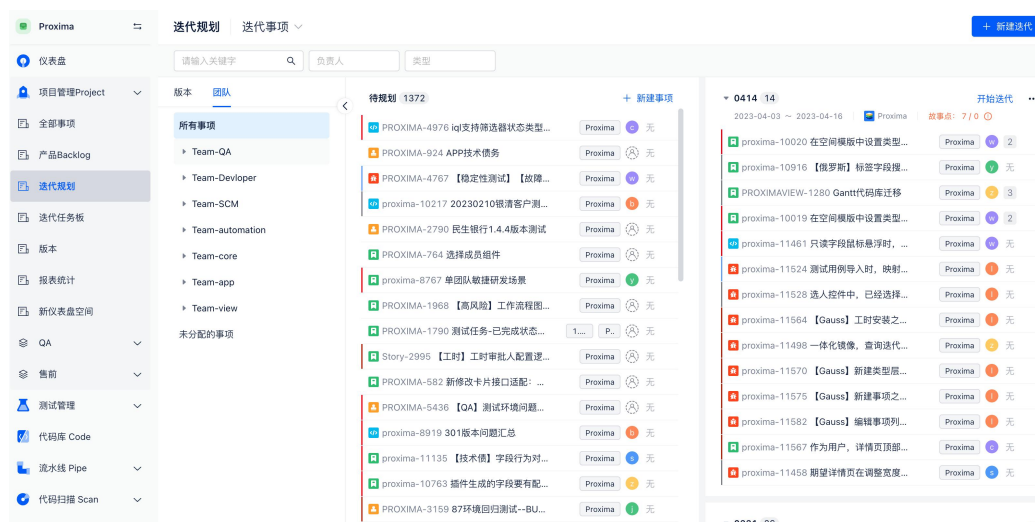 Proxima
迭代规划 迭代事项
+ 新建迭代
仪表盘
请输入关键字 负责人 类型
项目管理Project
全部事项
产品Backlog
迭代规划
迭代任务板
版本
报表统计
新仪表盘空间
QA
售前
测试管理
代码库 Code
流水线 Pipe
代码扫描 Scan
版本 团队
所有事项
Team-QA
Team-Devloper
Team-SCM
Team-automation
Team-core
Team-app
Team-view
未分配的事项
待规划 1372 + 新建事项
PROXIMA-4976 iql支持筛选器状态类型... Proxima c 无
PROXIMA-924 APP技术债务 Proxima 无
PROXIMA-4767 【稳定性测试】【故障... Proxima w 无
proxima-10217 20230210银清客户测... Proxima b 无
PROXIMA-2790 民生银行1.4.4版本测试 Proxima 无
PROXIMA-764 选择成员组件 Proxima 无
proxima-8767 单团队敏捷研发场景 Proxima y 无
PROXIMA-1968 【高风险】工作流程图... Proxima 无
PROXIMA-1790 测试任务-已完成状态... 1.... P.. 无
Story-2995 【工时】工时审批人配置逻... Proxima 无
PROXIMA-582 新修改卡片接口适配：... Proxima 无
PROXIMA-5436 【QA】测试环境问题... Proxima 无
proxima-8919 301版本问题汇总 Proxima b 无
proxima-11135 【技术债】字段行为对... Proxima s 无
proxima-10763 插件生成的字段要有配... Proxima z 无
PROXIMA-3159 87环境回归测试--BU... Proxima j 无
0414 14 开始迭代 ...
2023-04-03 ~ 2023-04-16 Proxima 故事点: 7 / 0
proxima-10020 在空间模版中设置类型... Proxima w 2
proxima-10916 【俄罗斯】标签字段搜... Proxima y 无
PROXIMAVIEW-1280 Gantt代码库迁移 Proxima 3
proxima-10019 在空间模版中设置类型... Proxima w 2
proxima-11461 只读字段鼠标悬浮时，... Proxima w 无
proxima-11524 测试用例导入时，映射... Proxima l 无
proxima-11528 选人控件中，已经选择... Proxima l 无
proxima-11564 【Gauss】工时安装之... Proxima l 无
proxima-11498 一体化镜像，查询迭代... Proxima z 无
proxima-11570 【Gauss】新建类型层... Proxima l 无
proxima-11575 【Gauss】新建事项之... Proxima l 无
proxima-11582 【Gauss】编辑事项列... Proxima l 无
proxima-11567 作为用户，详情页顶部... Proxima c 无
proxima-11458 期望详情页在调整宽度... Proxima s 无